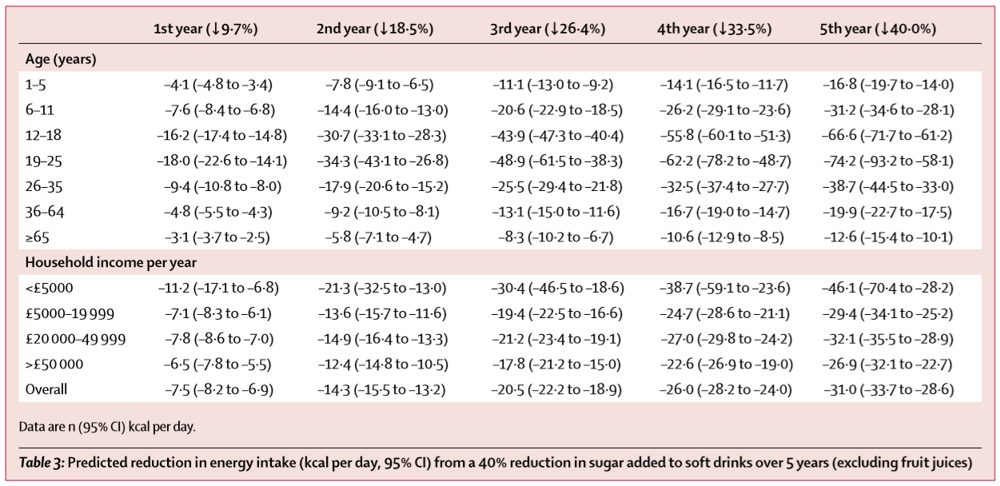 1st year (↓9·7%) 2nd year (↓18·5%) 3rd year (↓26·4%) 4th year (↓33·5%) 5th year (↓40·0%)
Age (years)
1–5 –4·1 (–4·8 to –3·4) –7·8 (–9·1 to –6·5) –11·1 (–13·0 to –9·2) –14·1 (–16·5 to –11·7) –16·8 (–19·7 to –14·0)
6–11 –7·6 (–8·4 to –6·8) –14·4 (–16·0 to –13·0) –20·6 (–22·9 to –18·5) –26·2 (–29·1 to –23·6) –31·2 (–34·6 to –28·1)
12–18 –16·2 (–17·4 to –14·8) –30·7 (–33·1 to –28·3) –43·9 (–47·3 to –40·4) –55·8 (–60·1 to –51·3) –66·6 (–71·7 to –61·2)
19–25 –18·0 (–22·6 to –14·1) –34·3 (–43·1 to –26·8) –48·9 (–61·5 to –38·3) –62·2 (–78·2 to –48·7) –74·2 (–93·2 to –58·1)
26–35 –9·4 (–10·8 to –8·0) –17·9 (–20·6 to –15·2) –25·5 (–29·4 to –21·8) –32·5 (–37·4 to –27·7) –38·7 (–44·5 to –33·0)
36–64 –4·8 (–5·5 to –4·3) –9·2 (–10·5 to –8·1) –13·1 (–15·0 to –11·6) –16·7 (–19·0 to –14·7) –19·9 (–22·7 to –17·5)
≥65 –3·1 (–3·7 to –2·5) –5·8 (–7·1 to –4·7) –8·3 (–10·2 to –6·7) –10·6 (–12·9 to –8·5) –12·6 (–15·4 to –10·1)
Household income per year
<£5000 –11·2 (–17·1 to –6·8) –21·3 (–32·5 to –13·0) –30·4 (–46·5 to –18·6) –38·7 (–59·1 to –23·6) –46·1 (–70·4 to –28·2)
£5000–19 999 –7·1 (–8·3 to –6·1) –13·6 (–15·7 to –11·6) –19·4 (–22·5 to –16·6) –24·7 (–28·6 to –21·1) –29·4 (–34·1 to –25·2)
£20 000–49 999 –7·8 (–8·6 to –7·0) –14·9 (–16·4 to –13·3) –21·2 (–23·4 to –19·1) –27·0 (–29·8 to –24·2) –32·1 (–35·5 to –28·9)
>£50 000 –6·5 (–7·8 to –5·5) –12·4 (–14·8 to –10·5) –17·8 (–21·2 to –15·0) –22·6 (–26·9 to –19·0) –26·9 (–32·1 to –22·7)
Overall –7·5 (–8·2 to –6·9) –14·3 (–15·5 to –13·2) –20·5 (–22·2 to –18·9) –26·0 (–28·2 to –24·0) –31·0 (–33·7 to –28·6)
Data are n (95% CI) kcal per day.
Table 3: Predicted reduction in energy intake (kcal per day, 95% CI) from a 40% reduction in sugar added to soft drinks over 5 years (excluding fruit juices)